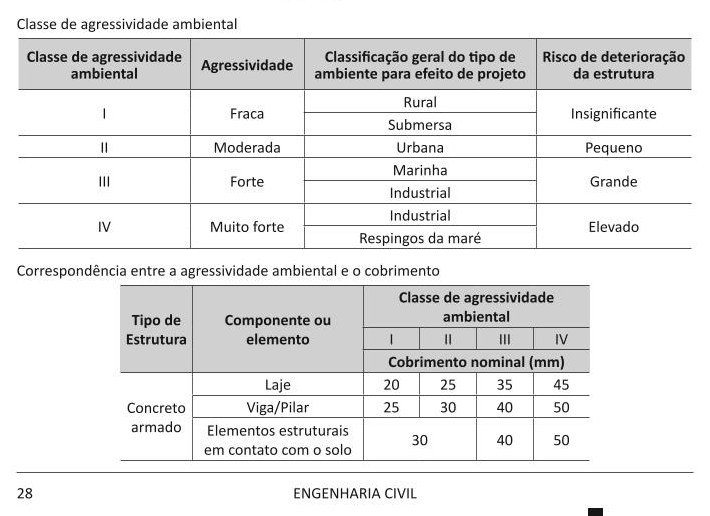 Classe de agressividade ambiental
Classe de agressividade ambiental Agressividade Classificação geral do tipo de ambiente para efeito de projeto Risco de deterioração da estrutura
I Fraca Rural Insignificante
Submersa
II Moderada Urbana Pequeno
III Forte Marinha Grande
Industrial
IV Muito forte Industrial Elevado
Respingos da maré
Correspondência entre a agressividade ambiental e o cobrimento
Tipo de Estrutura Componente ou elemento Classe de agressividade ambiental
I II III IV
Cobrimento nominal (mm)
Concreto armado Laje 20 25 35 45
Viga/Pilar 25 30 40 50
Elementos estruturais em contato com o solo 30 40 50
28 ENGENHARIA CIVIL